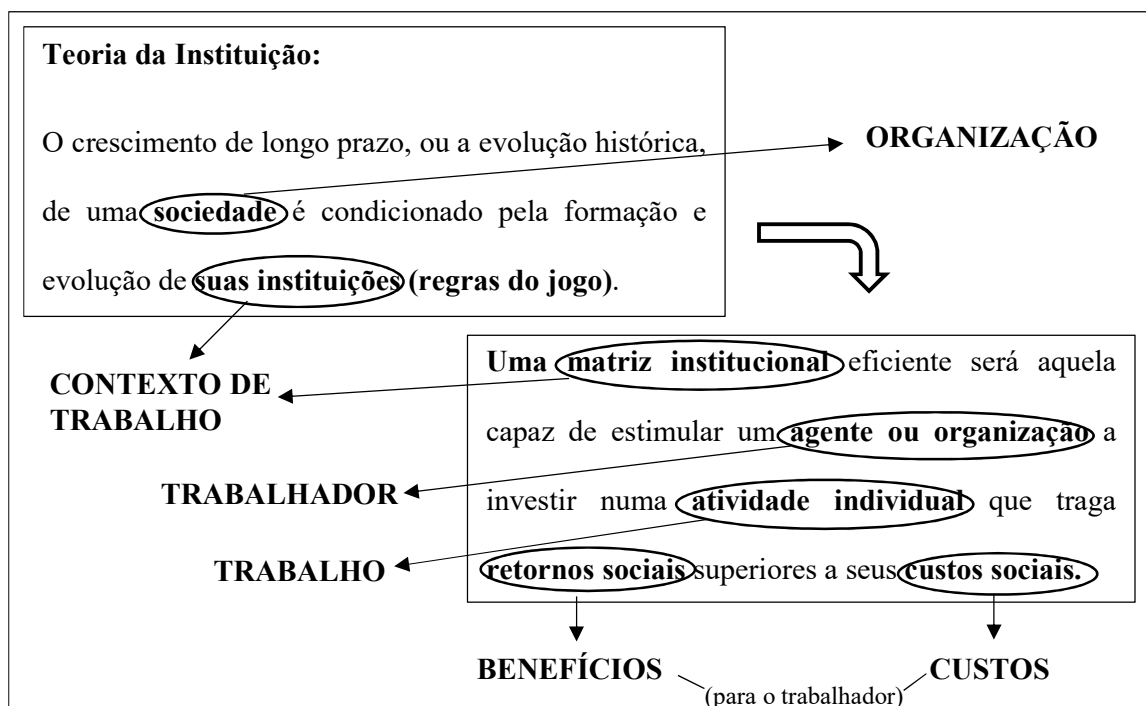 Teoria da Instituição:
O crescimento de longo prazo, ou a evolução histórica,
de uma sociedade é condicionado pela formação e
evolução de suas instituições (regras do jogo).
ORGANIZAÇÃO
CONTEXTO DE
TRABALHO
Uma matriz institucional eficiente será aquela
capaz de estimular um agente ou organização a
investir numa atividade individual que traga
retornos sociais superiores a seus custos sociais.
TRABALHADOR
TRABALHO
BENEFÍCIOS
CUSTOS
(para o trabalhador)